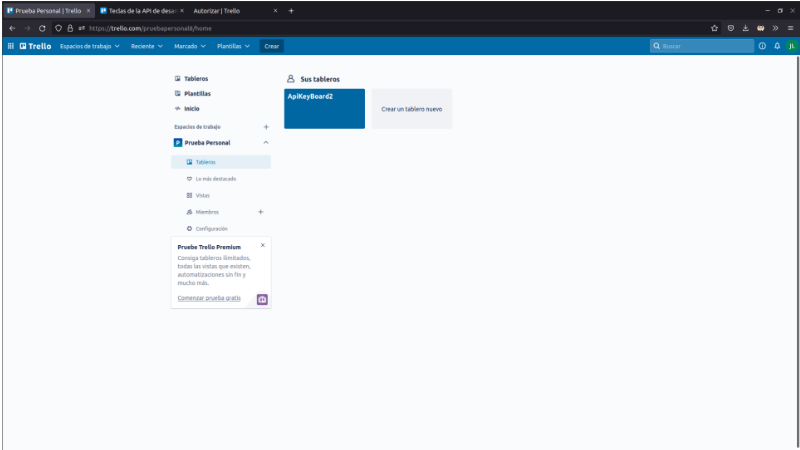 Prueba Personal | Trello
Teclas de la API de desar
Autorizar | Trello
https://trello.com/pruebapersonal6/home
Trello
Espacios de trabajo
Reciente
Marcado
Plantillas
Crear
Buscar
JL
Tableros
Plantillas
Inicio
Espacios de trabajo
P Prueba Personal
Tableros
Lo más destacado
Vistas
Miembros
Configuración
Pruebe Trello Premium
Consiga tableros ilimitados,
todas las vistas que existen,
automatizaciones sin fin y
mucho más.
Comenzar prueba gratis
Sus tableros
ApiKeyBoard2
Crear un tablero nuevo